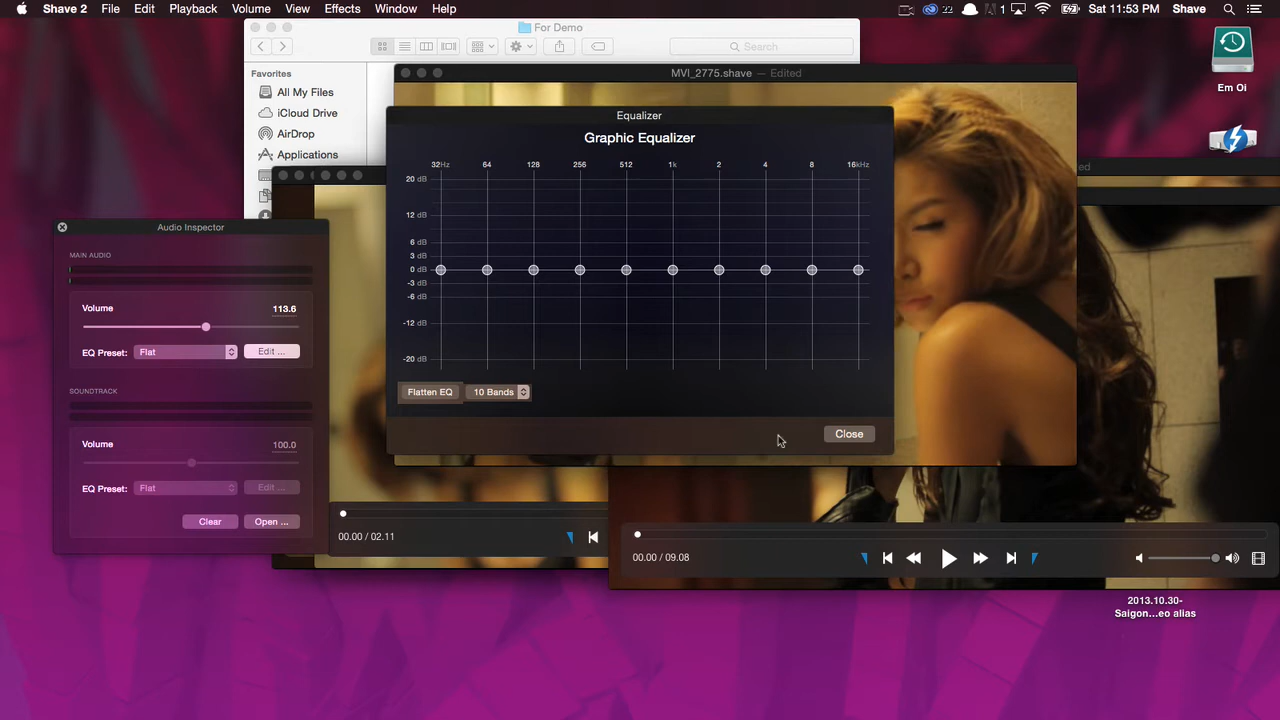 Shave 2 File Edit Playback Volume View Effects Window Help 22 1 Sat 11:53 PM Shave
For Demo
Search
Favorites
All My Files
iCloud Drive
AirDrop
Applications
MVI_2775.shave — Edited
Equalizer
Graphic Equalizer
32Hz 64 128 256 512 1k 2 4 8 16kHz
20 dB
12 dB
6 dB
3 dB
0 dB
-3 dB
-6 dB
-12 dB
-20 dB
Flatten EQ 10 Bands
Close
Audio Inspector
MAIN AUDIO
Volume 113.6
EQ Preset: Flat Edit ...
SOUNDTRACK
Volume 100.0
EQ Preset: Flat Edit ...
Clear Open ...
00.00 / 02.11
00.00 / 09.08
Em Oi
2013.10.30-
Saigon...eo alias